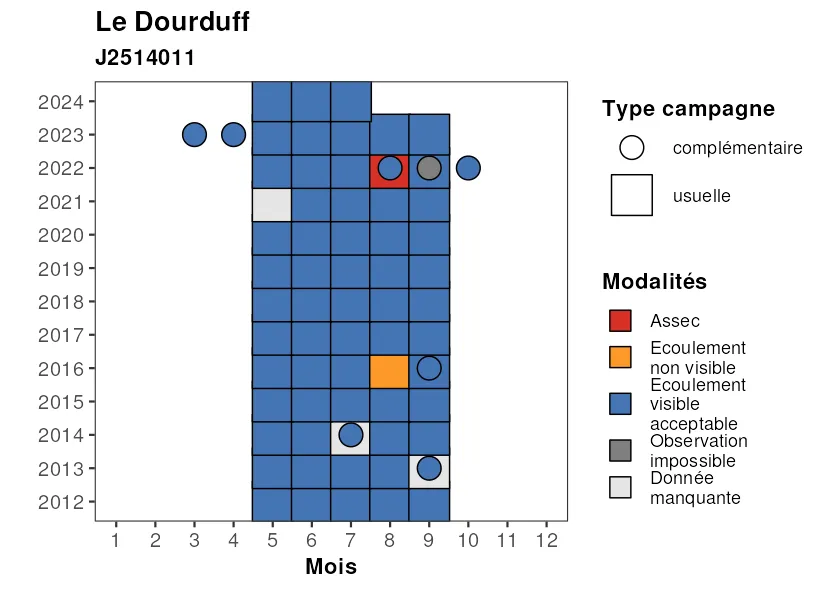 Le Dourduff
J2514011
2024
2023
2022
2021
2020
2019
2018
2017
2016
2015
2014
2013
2012
1 2 3 4 5 6 7 8 9 10 11 12
Mois
Type campagne
complémentaire
usuelle
Modalités
Assec
Ecoulement
non visible
Ecoulement
visible
acceptable
Observation
impossible
Donnée
manquante